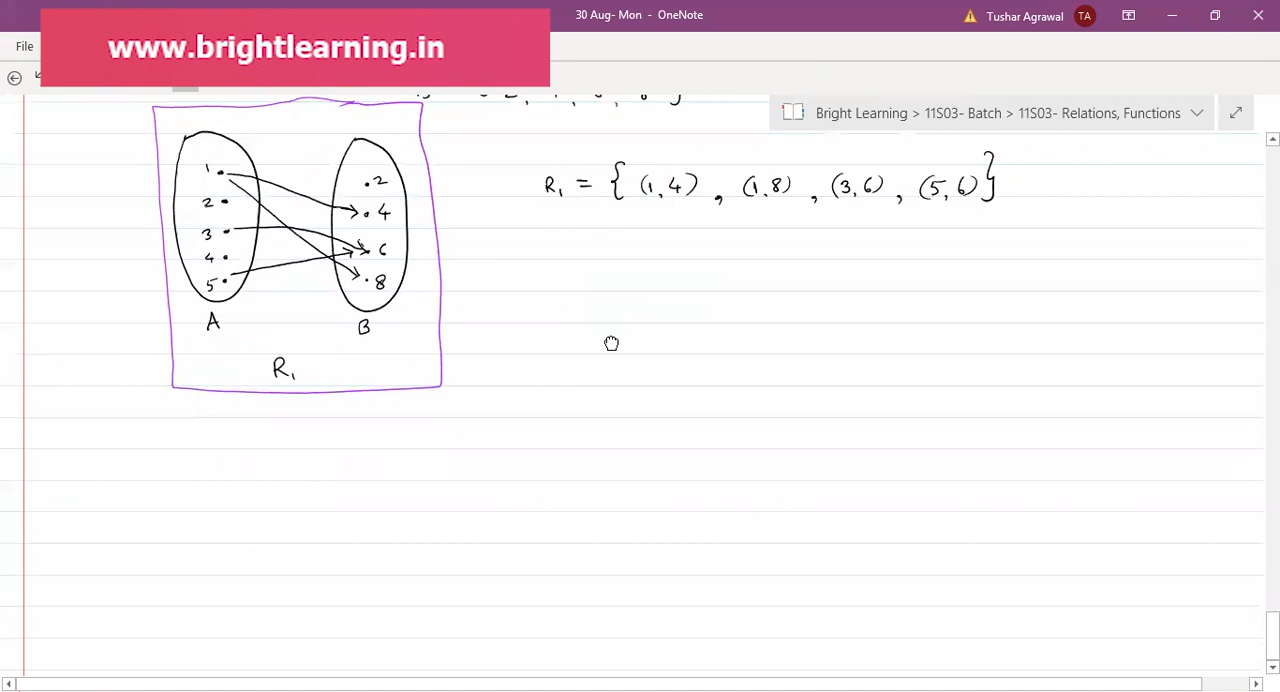 30 Aug- Mon - OneNote
Tushar Agrawal TA
www.brightlearning.in
File
Bright Learning > 11S03- Batch > 11S03- Relations, Functions
R₁ = { (1,4) , (1,8) , (3,6) , (5,6) }
1
2
3
4
5
A
2
4
6
8
B
R₁